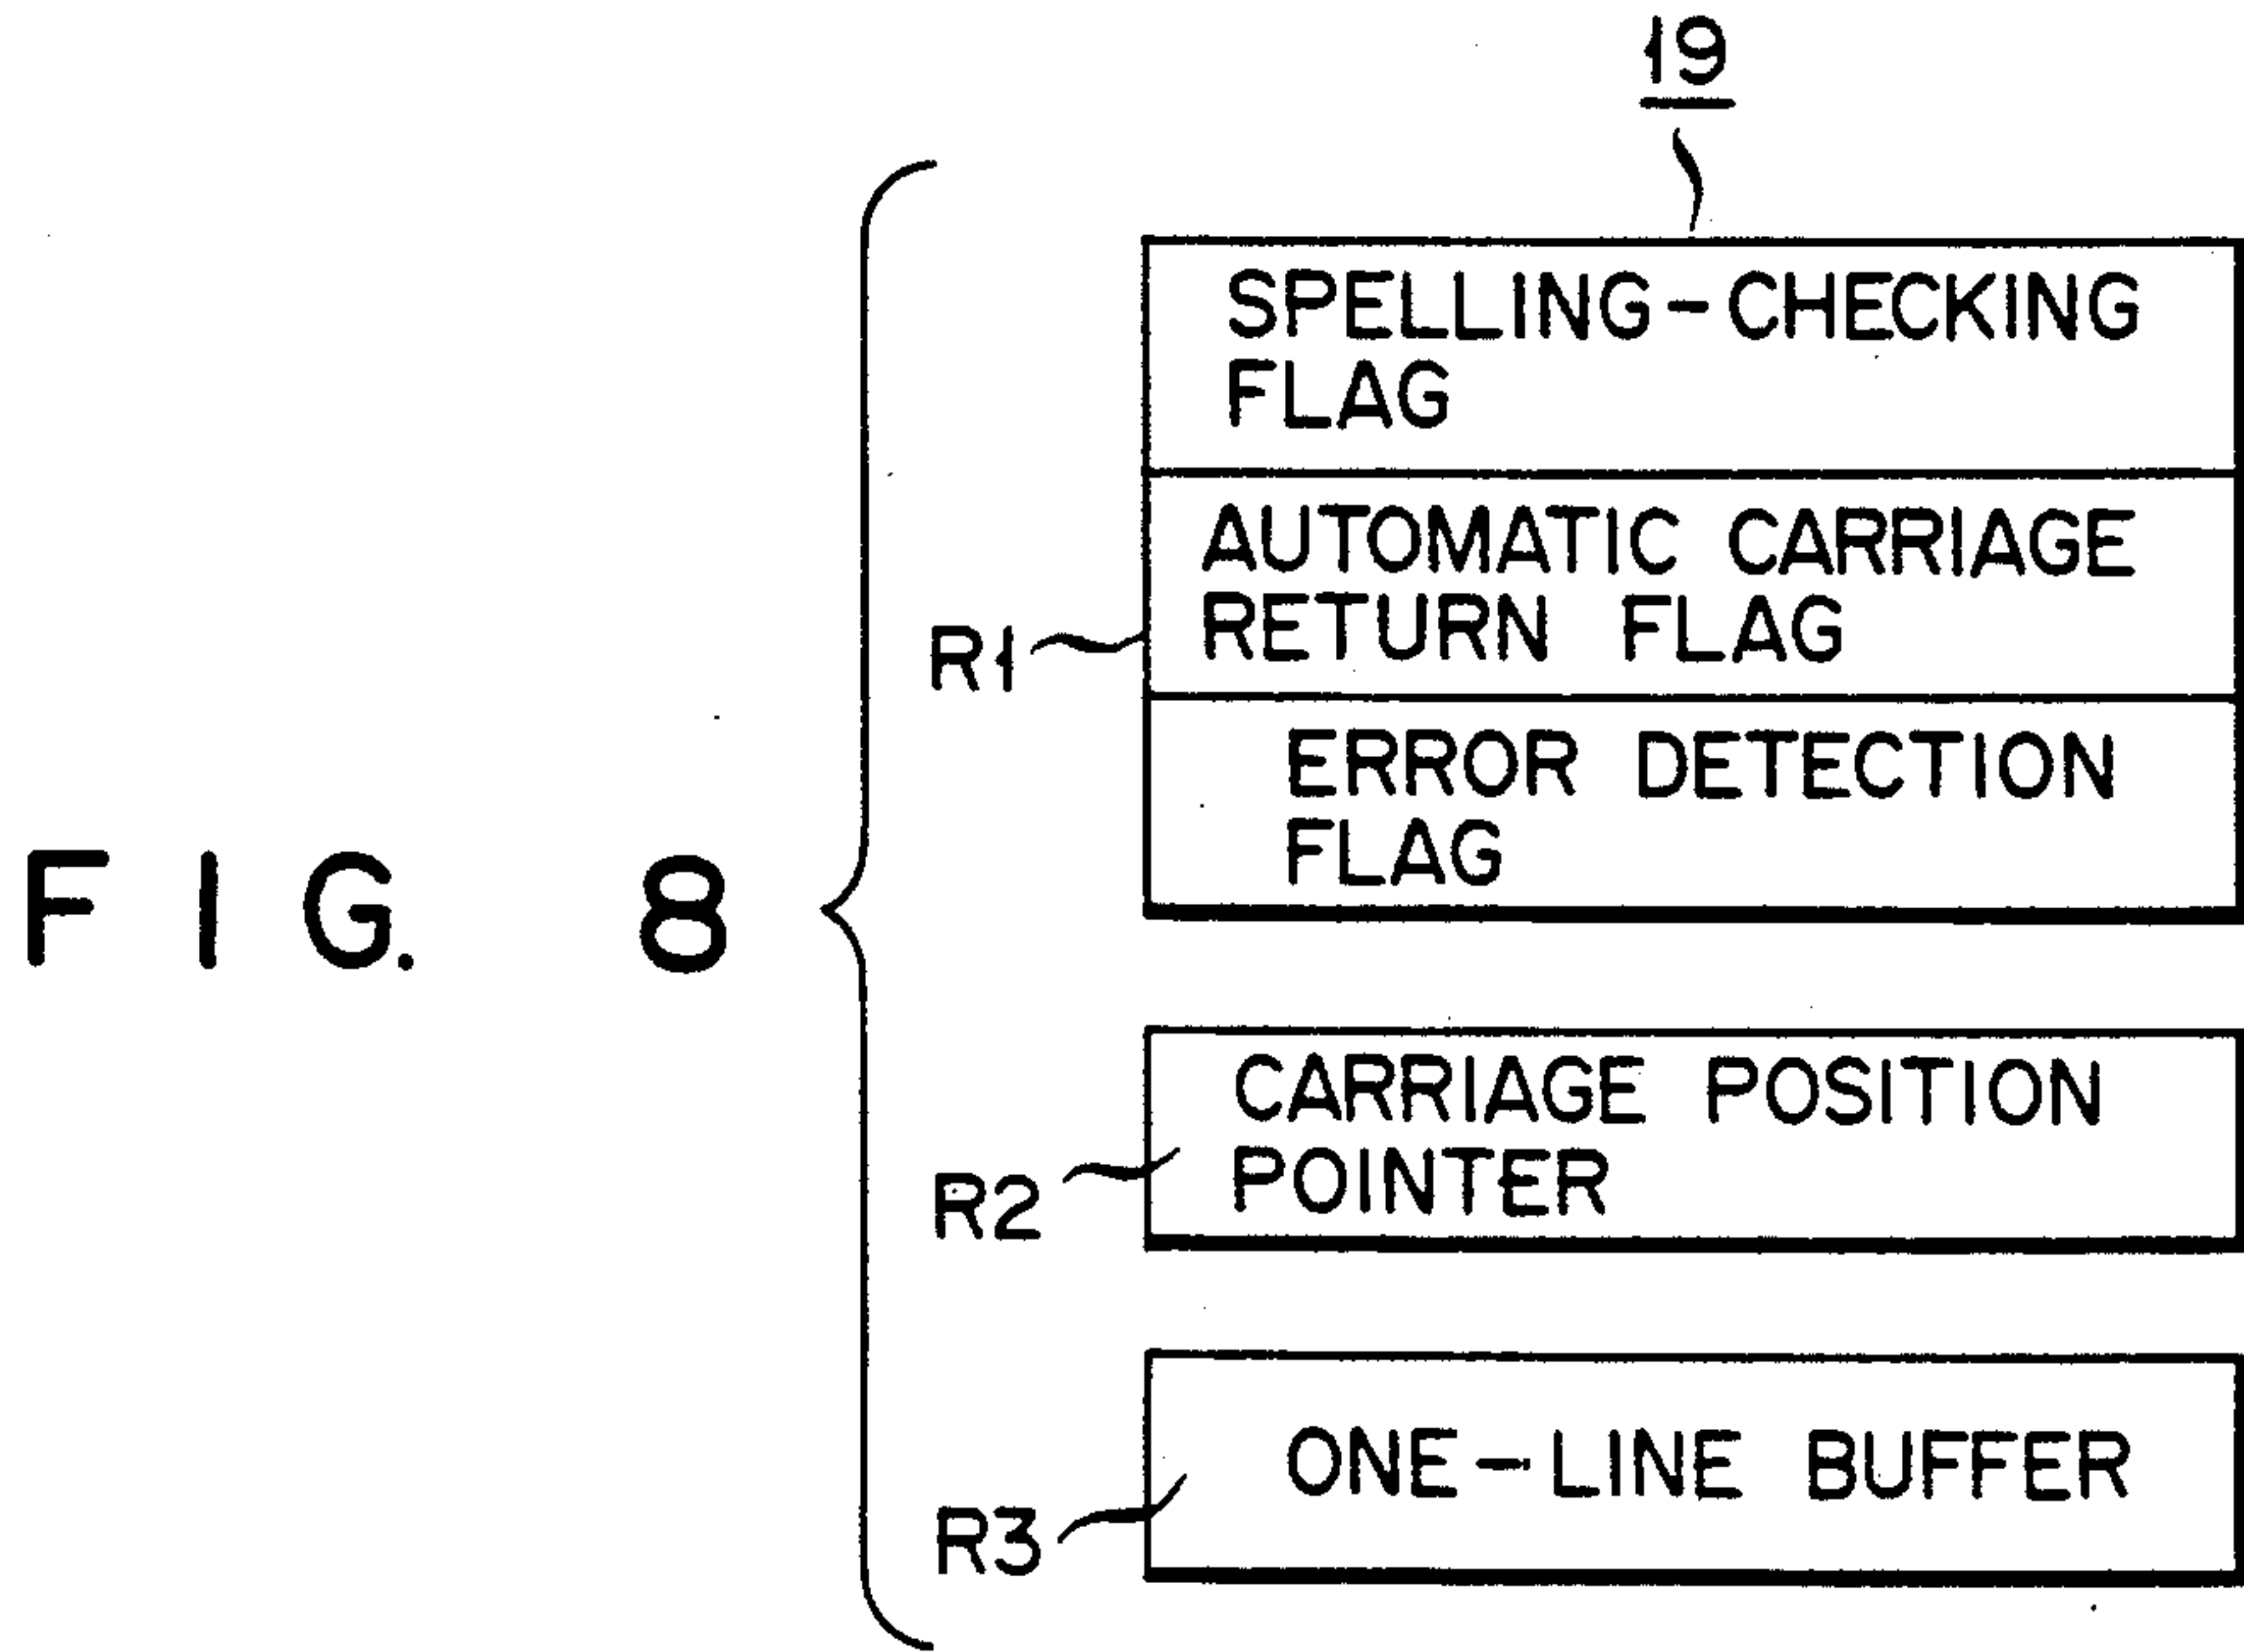 19
SPELLING-CHECKING
FLAG
AUTOMATIC CARRIAGE
RETURN FLAG
R1
ERROR DETECTION
FLAG
FIG. 8
CARRIAGE POSITION
POINTER
R2
ONE-LINE BUFFER
R3